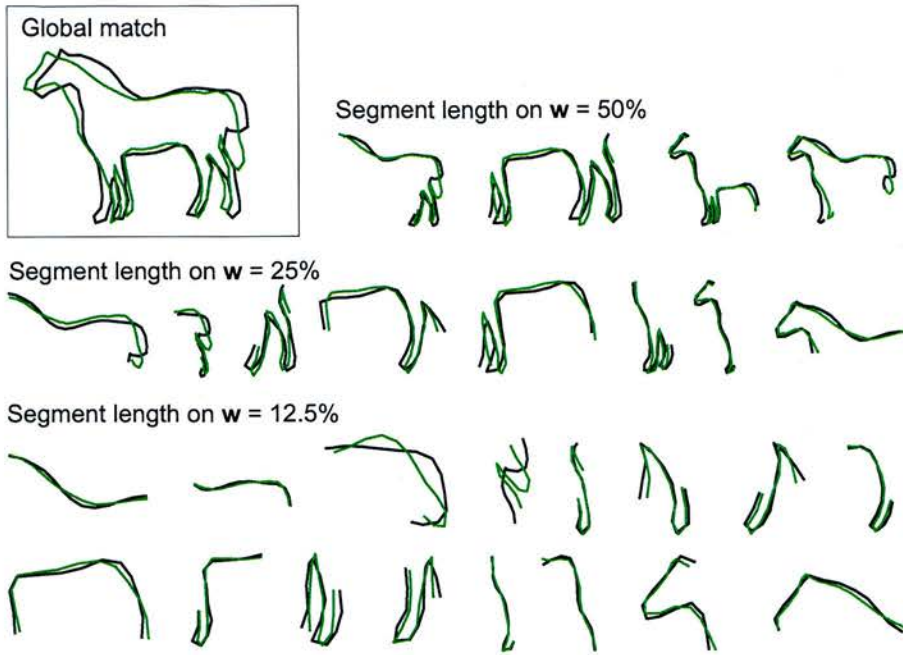 Global match
Segment length on w = 50%
Segment length on w = 25%
Segment length on w = 12.5%